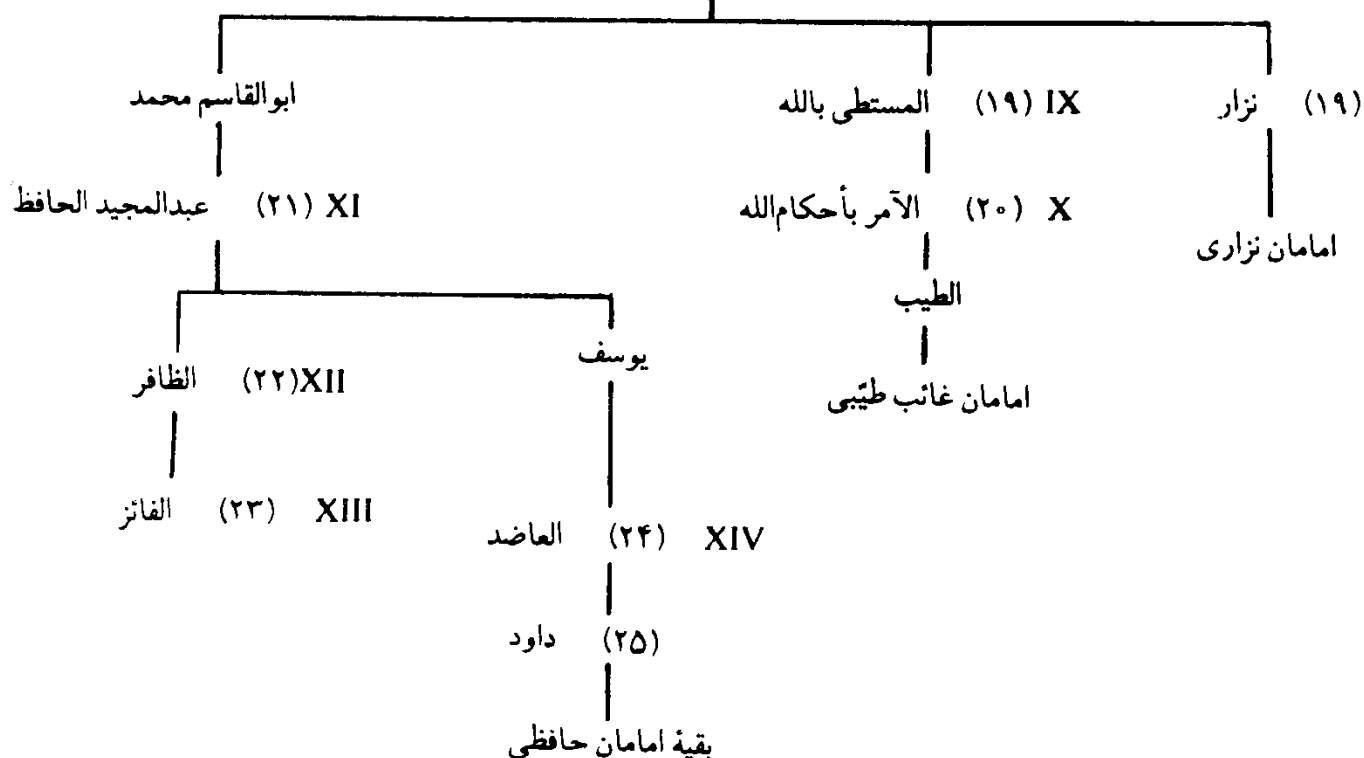 (۱۹) نزار
IX (۱۹) المستطی بالله
ابوالقاسم محمد
X (۲۰) الآمر بأحکام‌الله
XI (۲۱) عبدالمجید الحافظ
امامان نزاری
الطیب
یوسف
XII (۲۲) الظافر
امامان غائب طیّبی
XIII (۲۳) الفائز
XIV (۲۴) العاضد
(۲۵) داود
بقیهٔ امامان حافظی